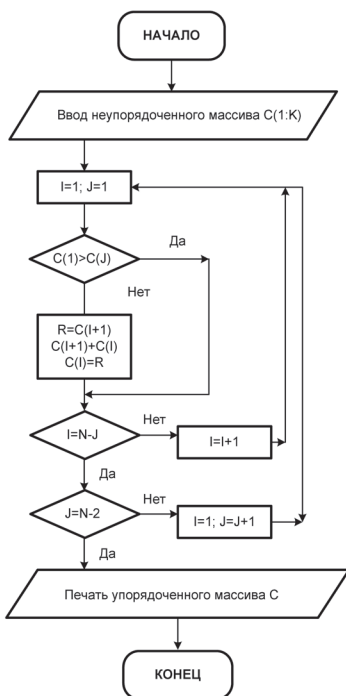 НАЧАЛО
Ввод неупорядоченного массива C(1:K)
I=1; J=1
C(1)>C(J)
Да
Нет
R=C(I+1)
C(I+1)+C(I)
C(I)=R
I=N-J
Нет
I=I+1
Да
J=N-2
Нет
I=1; J=J+1
Да
Печать упорядоченного массива C
КОНЕЦ